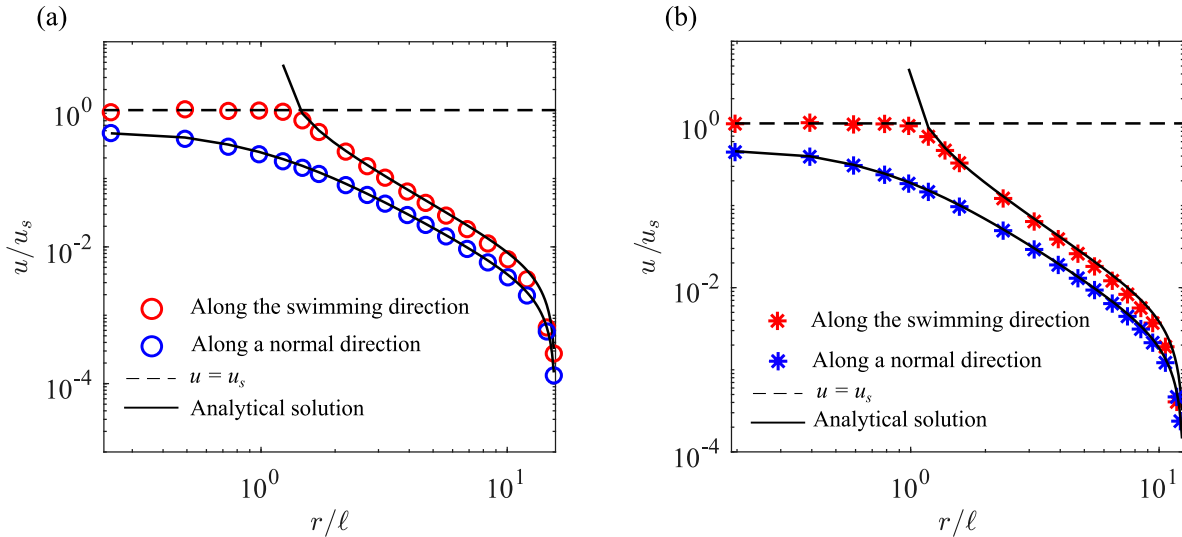 (a)
10^0
10^-2
10^-4
u/u_s
Along the swimming direction
Along a normal direction
u = u_s
Analytical solution
10^0
10^1
r/ℓ
(b)
10^0
10^-2
10^-4
u/u_s
Along the swimming direction
Along a normal direction
u = u_s
Analytical solution
10^0
10^1
r/ℓ